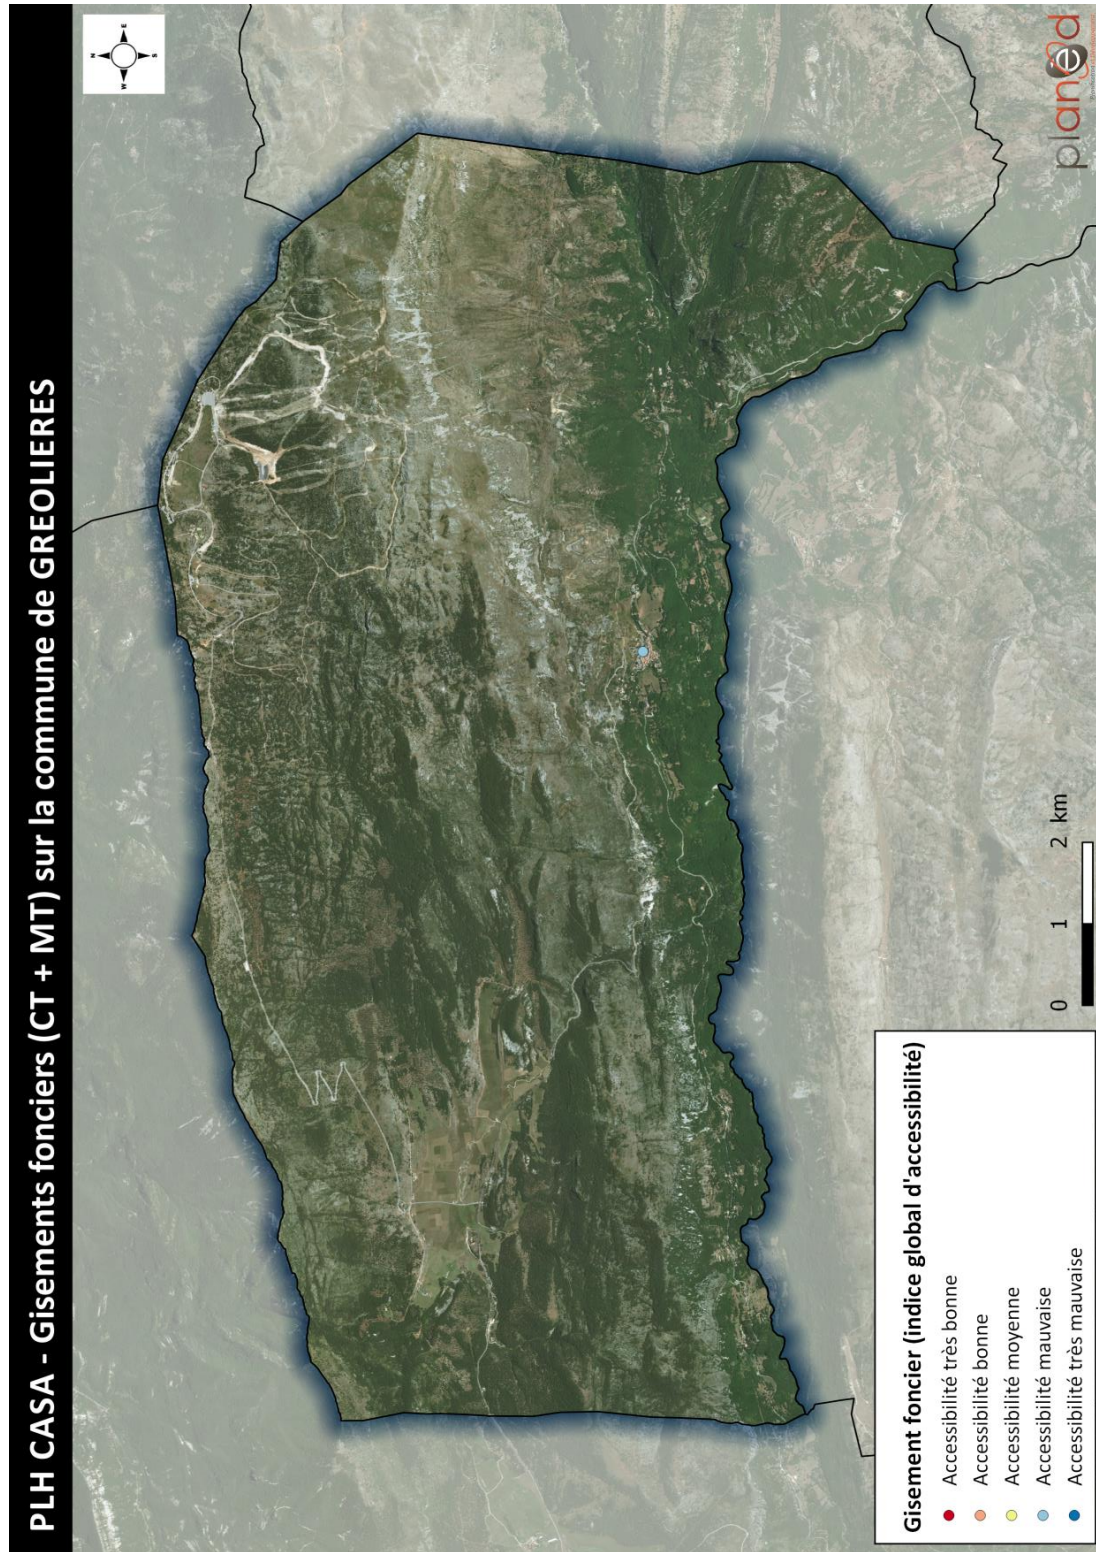 PLH CASA - Gisements fonciers (CT + MT) sur la commune de GREOLIERES
N
E
S
W
Gisement foncier (indice global d'accessibilité)
Accessibilité très bonne
Accessibilité bonne
Accessibilité moyenne
Accessibilité mauvaise
Accessibilité très mauvaise
0 1 2 km
planed